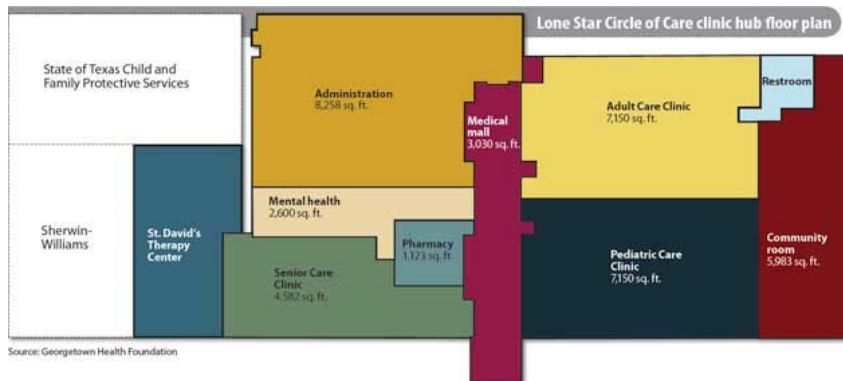 Lone Star Circle of Care clinic hub floor plan
State of Texas Child and
Family Protective Services
Administration
8,258 sq. ft.
Medical
mall
3,030 sq. ft.
Adult Care Clinic
7,150 sq. ft.
Restroom
Sherwin-
Williams
St. David's
Therapy
Center
Mental health
2,600 sq. ft.
Pharmacy
1,123 sq. ft.
Senior Care
Clinic
4,582 sq. ft.
Pediatric Care
Clinic
7,150 sq. ft.
Community
room
5,983 sq. ft.
Source: Georgetown Health Foundation